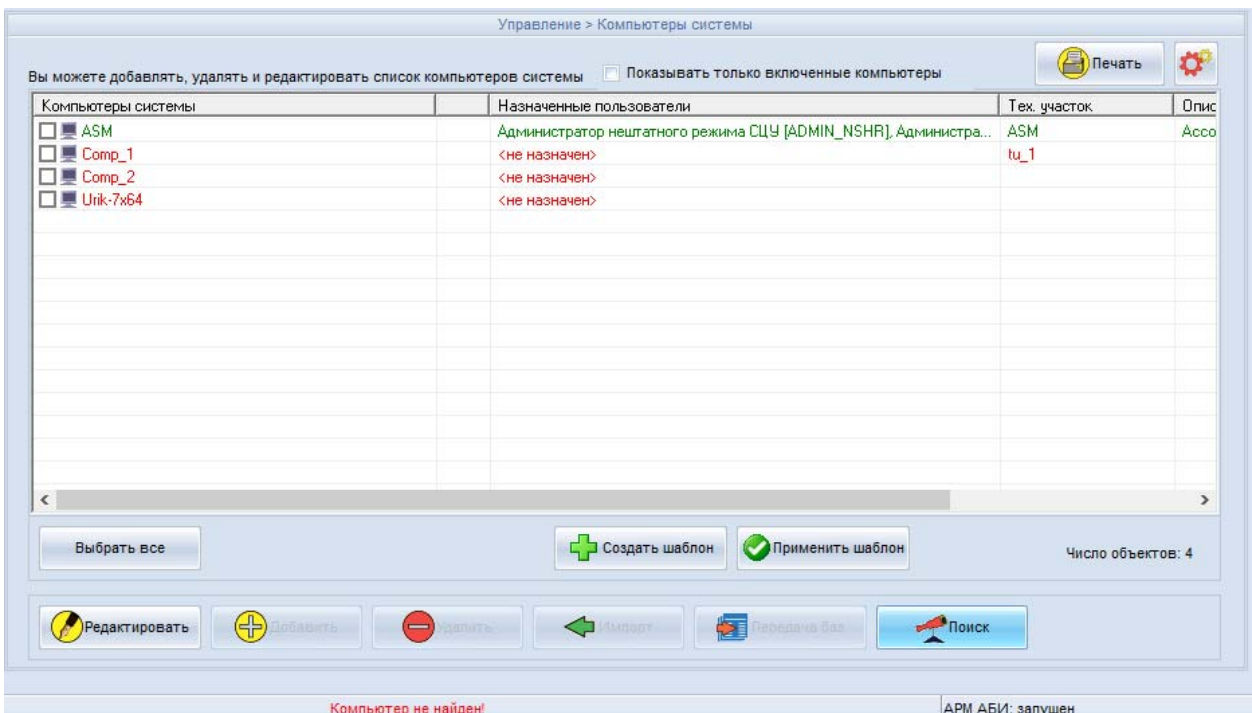 Управление > Компьютеры системы
Печать
Вы можете добавлять, удалять и редактировать список компьютеров системы Показывать только включенные компьютеры
Компьютеры системы Назначенные пользователи Тех. участок Опис
ASM Администратор нештатного режима СЦУ [ADMIN_NSHR], Администра... ASM Acco
Comp_1 <не назначен> tu_1
Comp_2 <не назначен>
Urik-7x64 <не назначен>
Выбрать все Создать шаблон Применить шаблон Число объектов: 4
Редактировать Добавить Удалить Импорт Передача баз Поиск
Компьютер не найден! АРМ АБИ: запущен